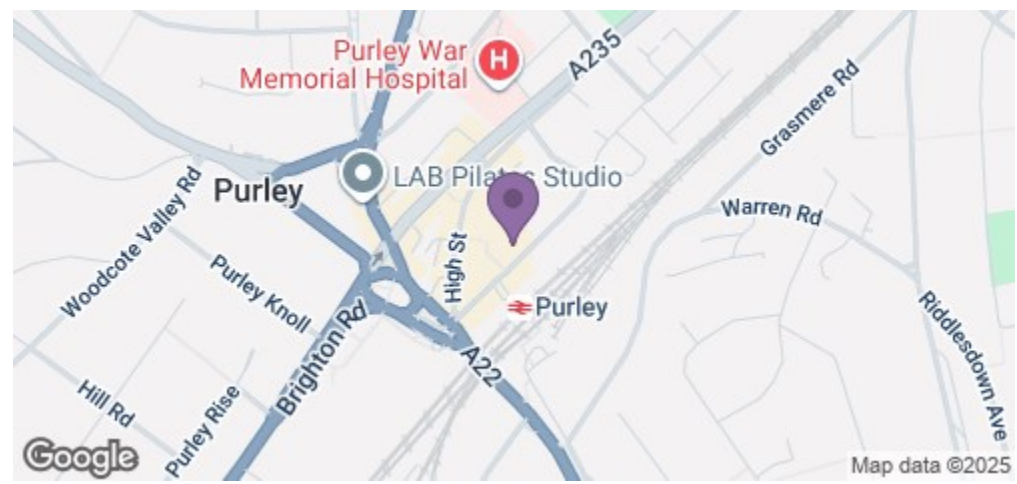 Purley War
Memorial Hospital
H
A235
Grasmere Rd
LAB Pilates Studio
Purley
Woodcote Valley Rd
Warren Rd
High St
Purley Knoll
Purley
Riddlesdown Ave
Brighton Rd
A22
Hill Rd
Purley Rise
Google
Map data ©2025